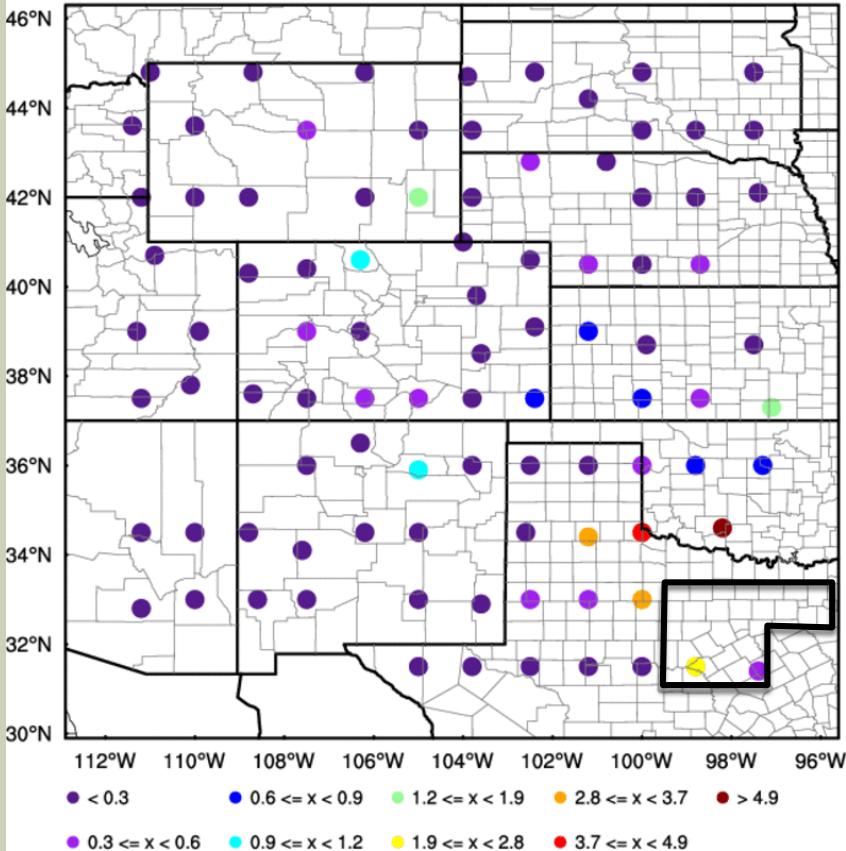 46°N
44°N
42°N
40°N
38°N
36°N
34°N
32°N
30°N
112°W 110°W 108°W 106°W 104°W 102°W 100°W 98°W 96°W
< 0.3 0.6 <= x < 0.9 1.2 <= x < 1.9 2.8 <= x < 3.7 > 4.9
0.3 <= x < 0.6 0.9 <= x < 1.2 1.9 <= x < 2.8 3.7 <= x < 4.9